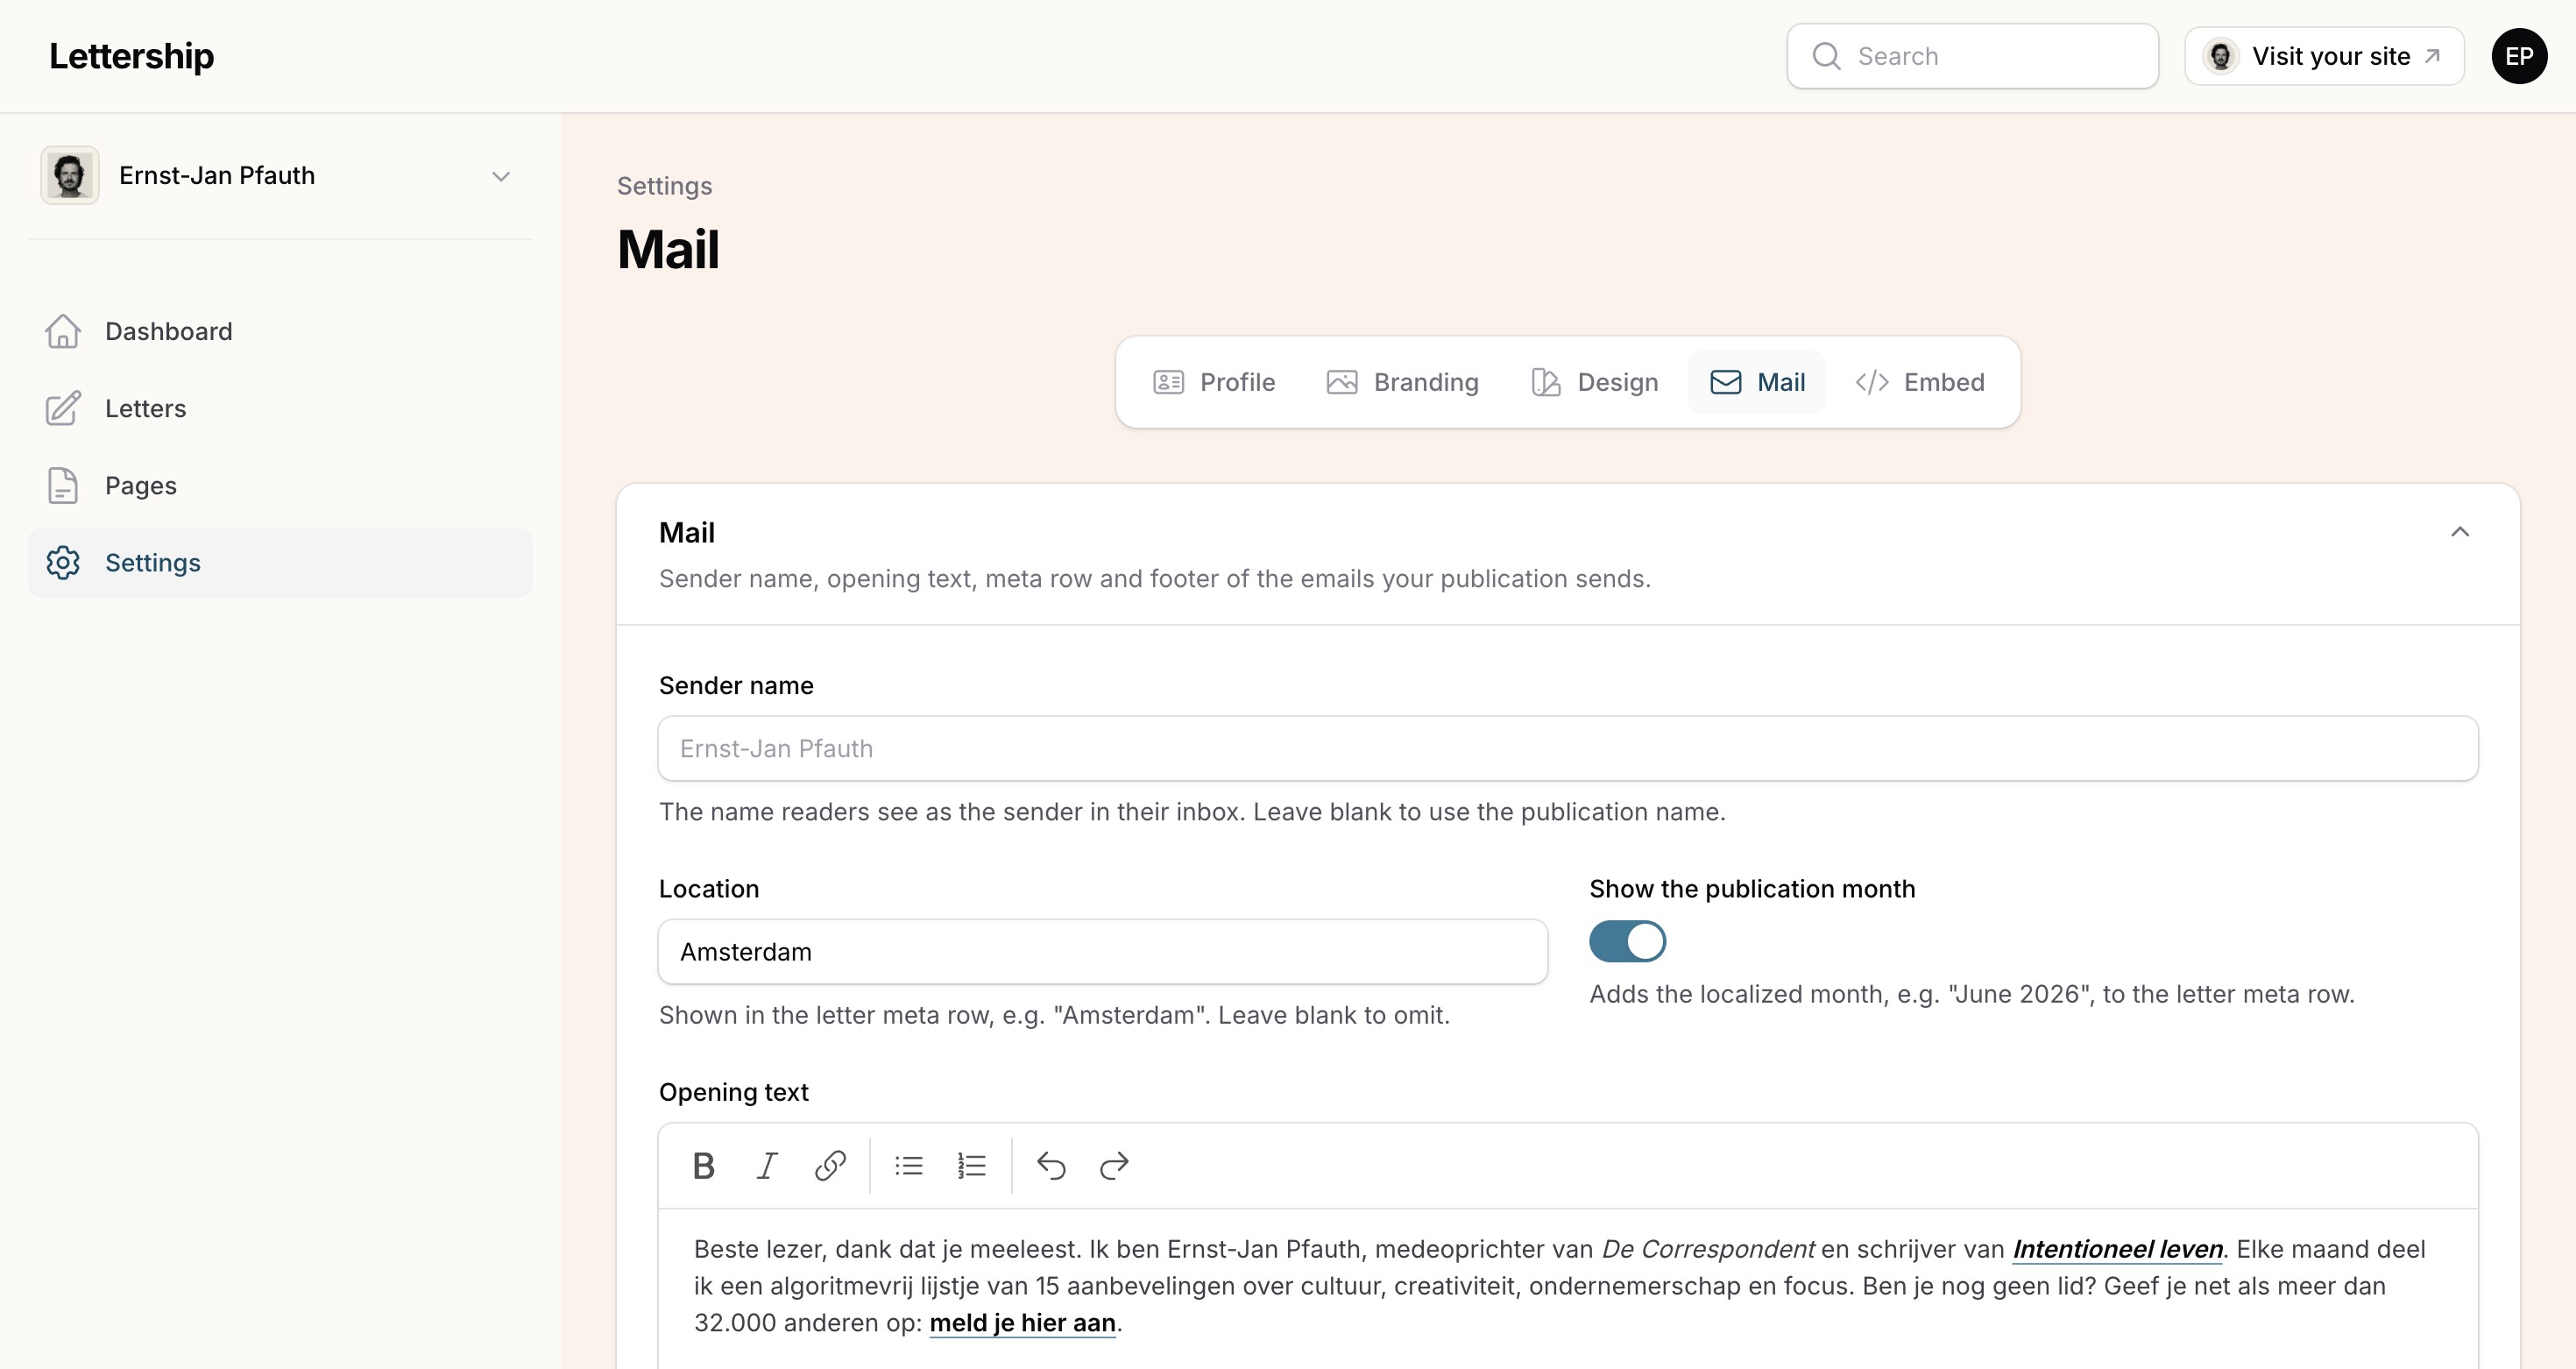 Lettership
Search
Visit your site
EP
Ernst-Jan Pfauth
Dashboard
Letters
Pages
Settings
Settings
Mail
Profile
Branding
Design
Mail
Embed
Mail
Sender name, opening text, meta row and footer of the emails your publication sends.
Sender name
Ernst-Jan Pfauth
The name readers see as the sender in their inbox. Leave blank to use the publication name.
Location
Amsterdam
Shown in the letter meta row, e.g. "Amsterdam". Leave blank to omit.
Show the publication month
Adds the localized month, e.g. "June 2026", to the letter meta row.
Opening text
B I
Beste lezer, dank dat je meeleest. Ik ben Ernst-Jan Pfauth, medeoprichter van De Correspondent en schrijver van Intentioneel leven. Elke maand deel
ik een algoritmevrij lijstje van 15 aanbevelingen over cultuur, creativiteit, ondernemerschap en focus. Ben je nog geen lid? Geef je net als meer dan
32.000 anderen op: meld je hier aan.